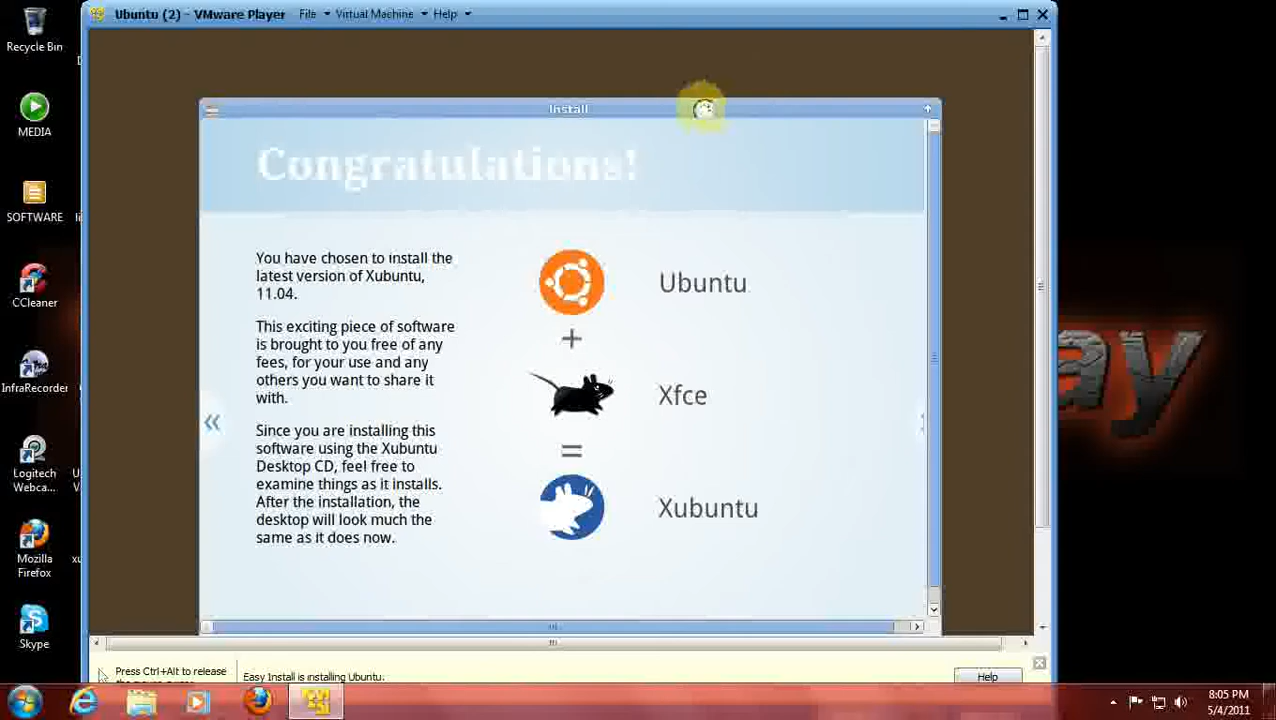 Ubuntu (2) - VMware Player File Virtual Machine Help
Recycle Bin
MEDIA
SOFTWARE
CCleaner
InfraRecorder
Logitech
Webca...
Mozilla
Firefox
Skype
Install
Congratulations!
You have chosen to install the
latest version of Xubuntu,
11.04.
This exciting piece of software
is brought to you free of any
fees, for your use and any
others you want to share it
with.
Since you are installing this
software using the Xubuntu
Desktop CD, feel free to
examine things as it installs.
After the installation, the
desktop will look much the
same as it does now.
Ubuntu
+
Xfce
=
Xubuntu
ay
Press Ctrl+Alt to release
Easy Install is installing Ubuntu.
Help
8:05 PM
5/4/2011